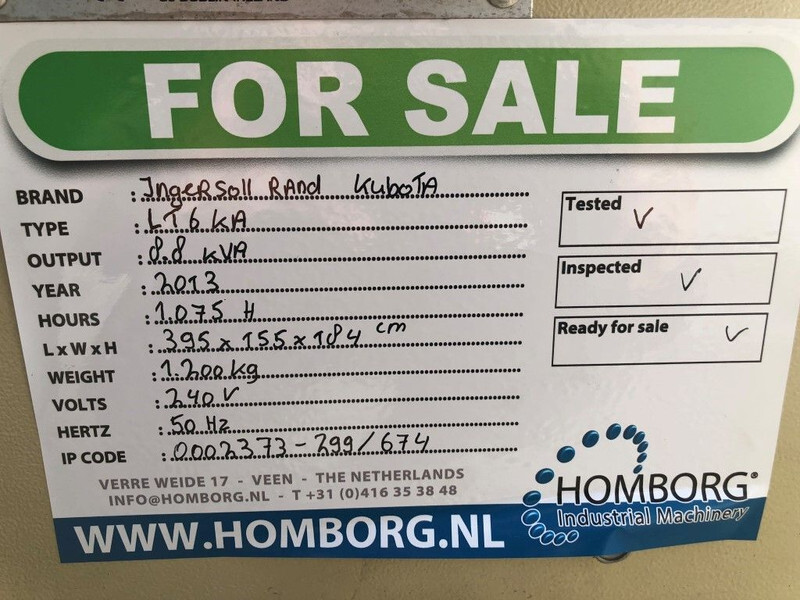 FOR SALE
BRAND : Ingersoll Rand Kubota
TYPE : LT6KA
OUTPUT : 8.8 kVA
YEAR : 2013
HOURS : 1.075 H
L x W x H : 395 x 155 x 184 cm
WEIGHT : 1.200 kg
VOLTS : 240 V
HERTZ : 50 Hz
IP CODE : 0002373-299/674
Tested ✓
Inspected ✓
Ready for sale ✓
VERRE WEIDE 17 - VEEN - THE NETHERLANDS
INFO@HOMBORG.NL - T +31 (0)416 35 38 48
WWW.HOMBORG.NL
HOMBORG®
Industrial Machinery